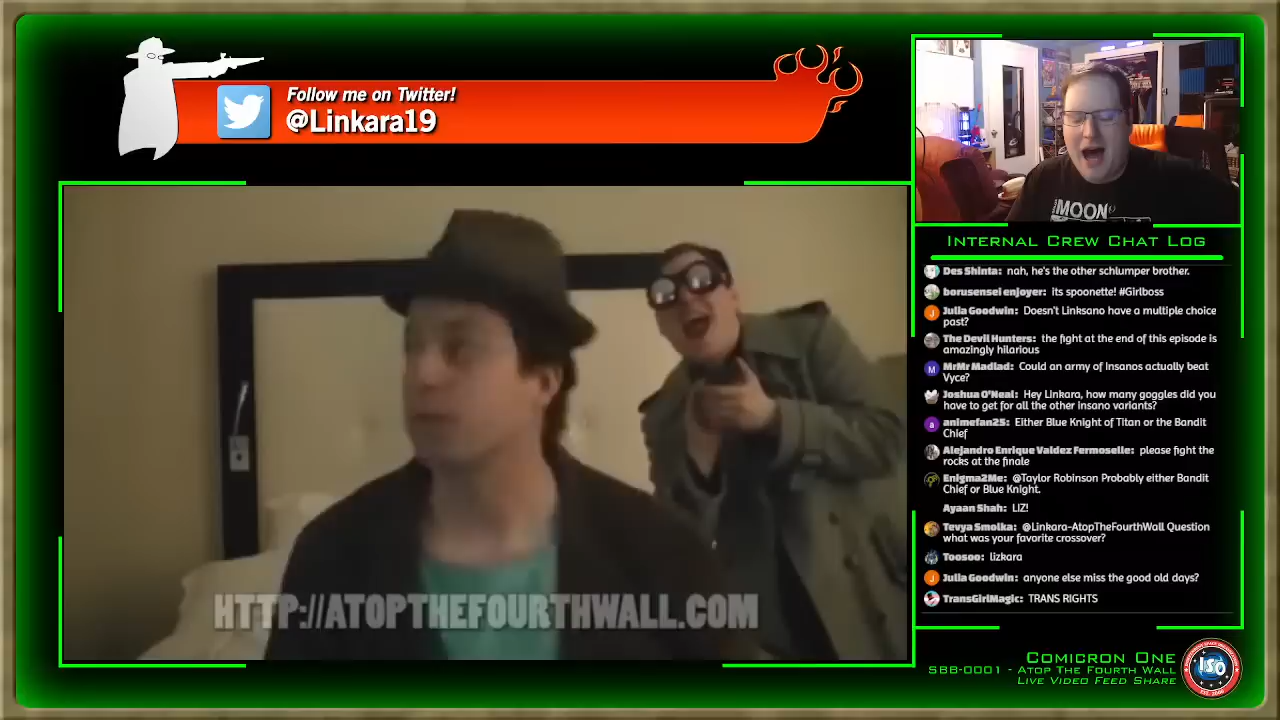 Follow me on Twitter!
@Linkara19
MOON
HTTP://ATOPTHEFOURTHWALL.COM
INTERNAL CREW CHAT LOG
Des Shinta: nah, he's the other schlumper brother.
borusensei enjoyer: its spoonette! #Girlboss
J Julia Goodwin: Doesn't Linksano have a multiple choice
past?
The Devil Hunters: the fight at the end of this episode is
amazingly hilarious
M MrMr Madlad: Could an army of Insanos actually beat
Vyce?
Joshua O'Neal: Hey Linkara, how many goggles did you
have to get for all the other insano variants?
a animefan25: Either Blue Knight of Titan or the Bandit
Chief
Alejandro Enrique Valdez Fermoselle: please fight the
rocks at the finale
Enigma2Me: @Taylor Robinson Probably either Bandit
Chief or Blue Knight.
Ayaan Shah: LIZ!
Tevya Smolka: @Linkara-AtopTheFourthWall Question
what was your favorite crossover?
Toosoo: lizkara
J Julia Goodwin: anyone else miss the good old days?
TransGirlMagic: TRANS RIGHTS
COMICRON ONE
SBB-0001 - ATOP THE FOURTH WALL
LIVE VIDEO FEED SHARE
ISO